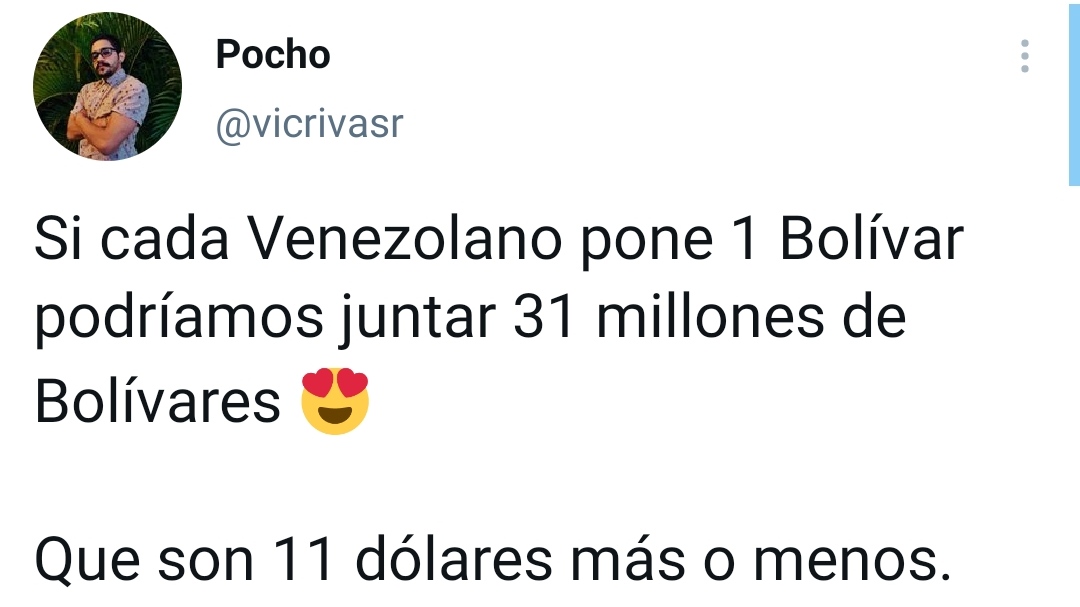 Pocho
@vicrivasr
Si cada Venezolano pone 1 Bolívar
podríamos juntar 31 millones de
Bolívares 😍
Que son 11 dólares más o menos.